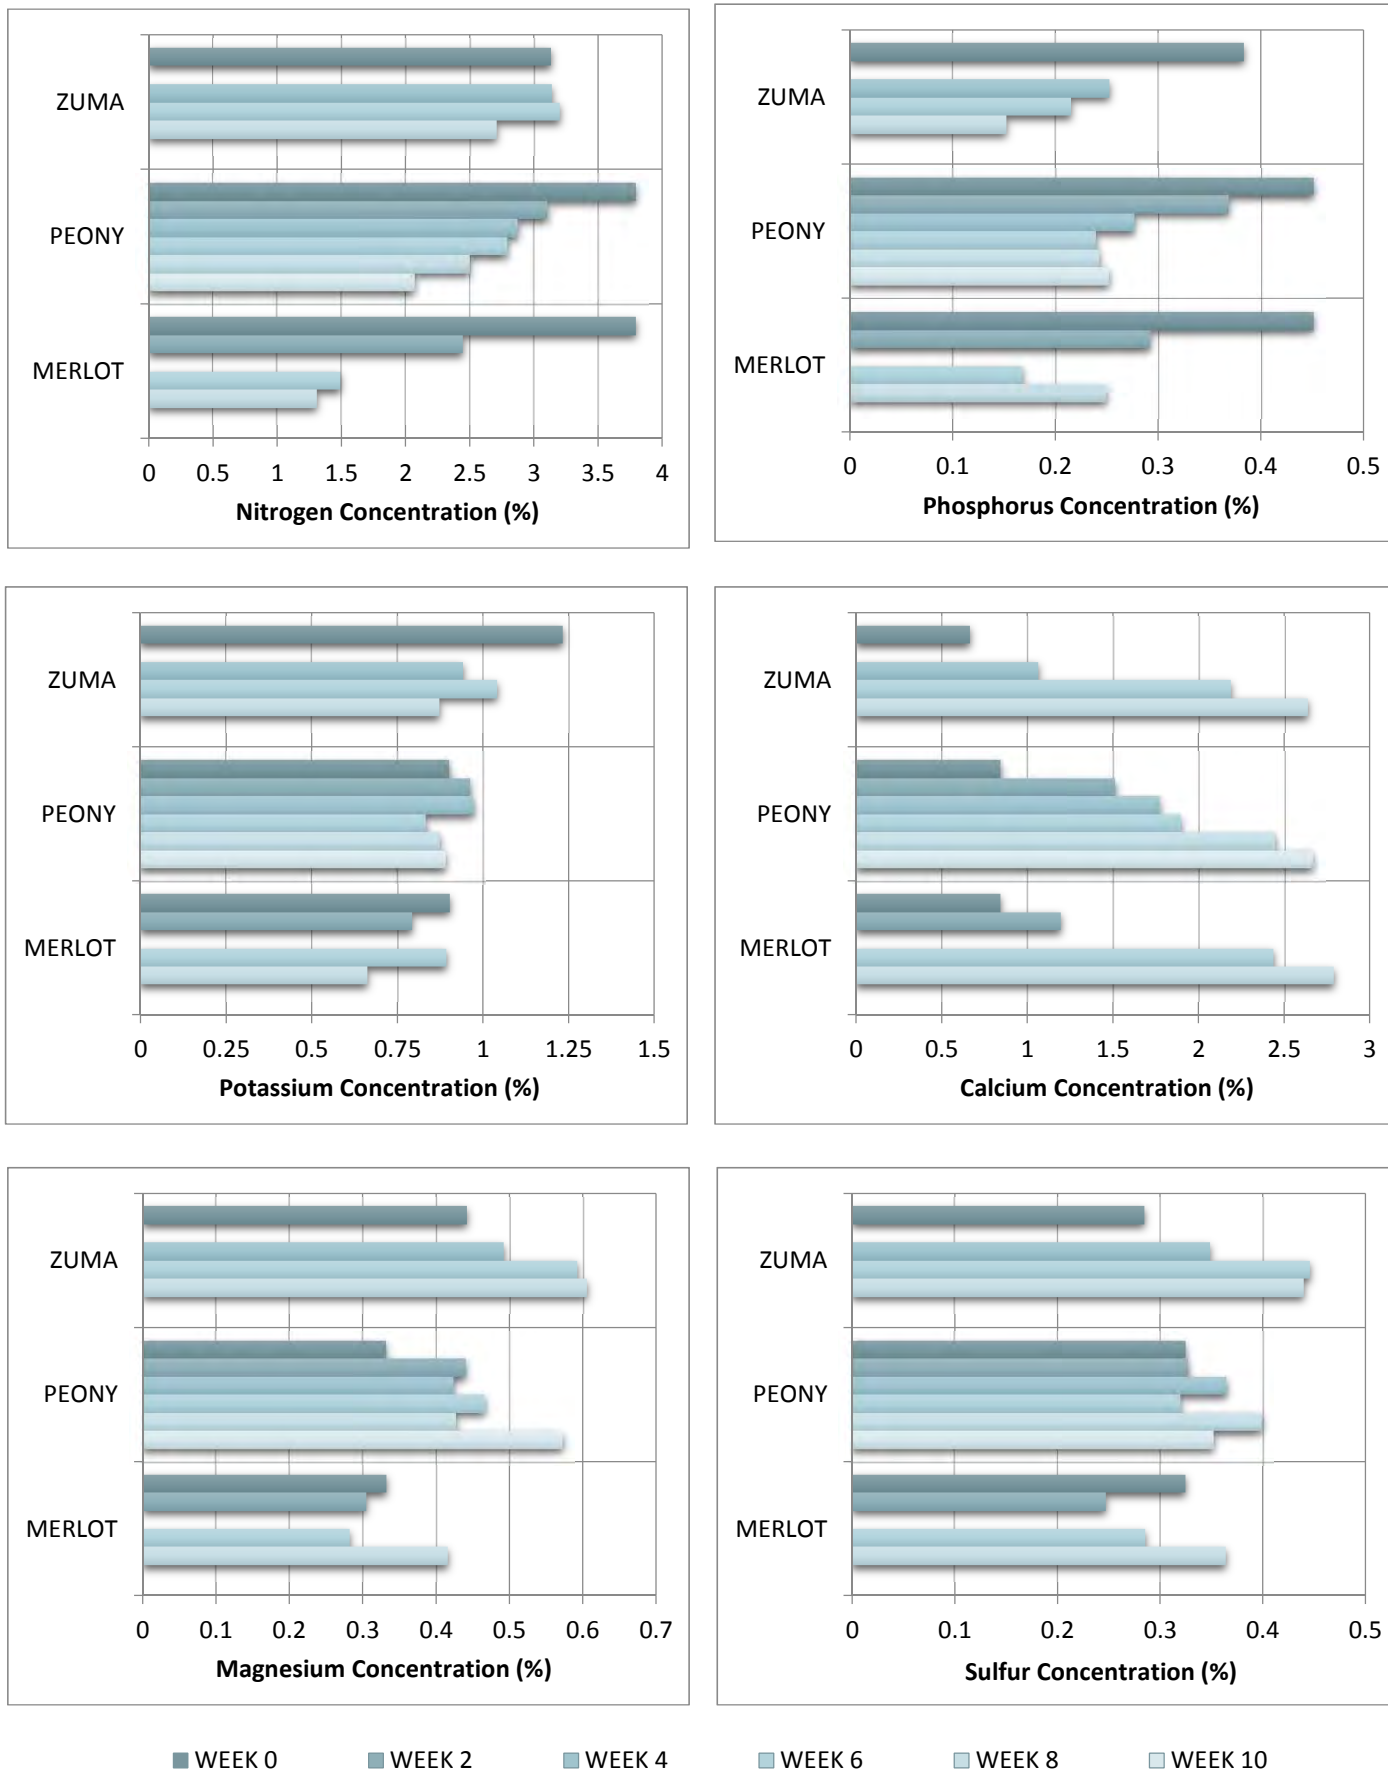 ZUMA
PEONY
MERLOT
0 0.5 1 1.5 2 2.5 3 3.5 4
Nitrogen Concentration (%)
ZUMA
PEONY
MERLOT
0 0.1 0.2 0.3 0.4 0.5
Phosphorus Concentration (%)
ZUMA
PEONY
MERLOT
0 0.25 0.5 0.75 1 1.25 1.5
Potassium Concentration (%)
ZUMA
PEONY
MERLOT
0 0.5 1 1.5 2 2.5 3
Calcium Concentration (%)
ZUMA
PEONY
MERLOT
0 0.1 0.2 0.3 0.4 0.5 0.6 0.7
Magnesium Concentration (%)
ZUMA
PEONY
MERLOT
0 0.1 0.2 0.3 0.4 0.5
Sulfur Concentration (%)
WEEK 0 WEEK 2 WEEK 4 WEEK 6 WEEK 8 WEEK 10